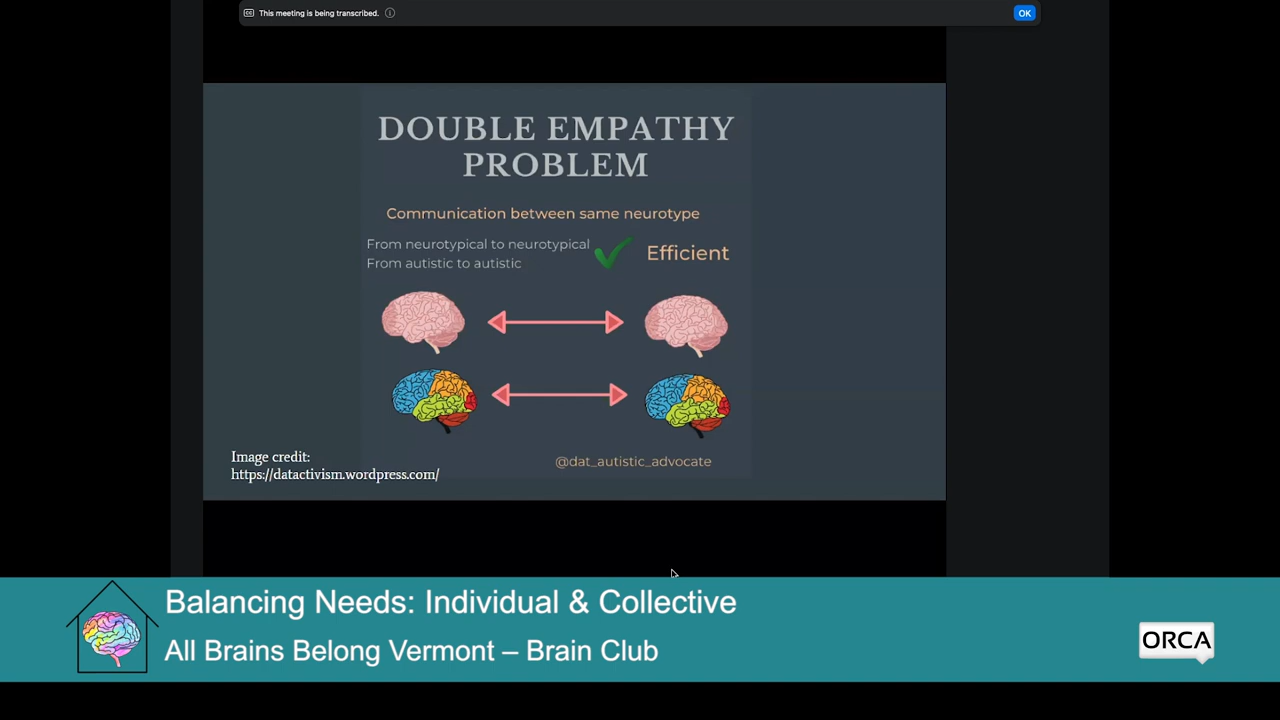 This meeting is being transcribed.
OK
DOUBLE EMPATHY
PROBLEM
Communication between same neurotype
From neurotypical to neurotypical
From autistic to autistic
Efficient
Image credit:
https://datactivism.wordpress.com/
@dat_autistic_advocate
Balancing Needs: Individual & Collective
All Brains Belong Vermont – Brain Club
ORCA